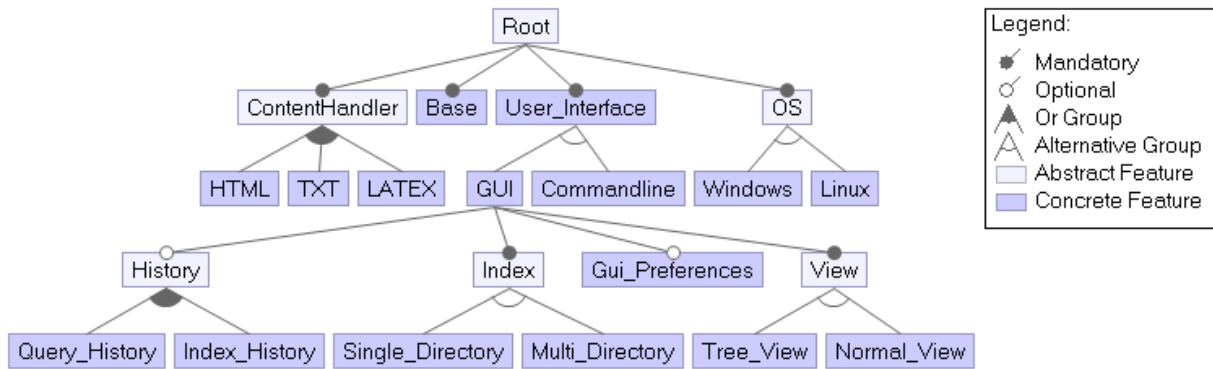 Root
Legend:
Mandatory
Optional
Or Group
Alternative Group
Abstract Feature
Concrete Feature
ContentHandler Base User_Interface OS
HTML TXT LATEX GUI Commandline Windows Linux
History Index Gui_Preferences View
Query_History Index_History Single_Directory Multi_Directory Tree_View Normal_View